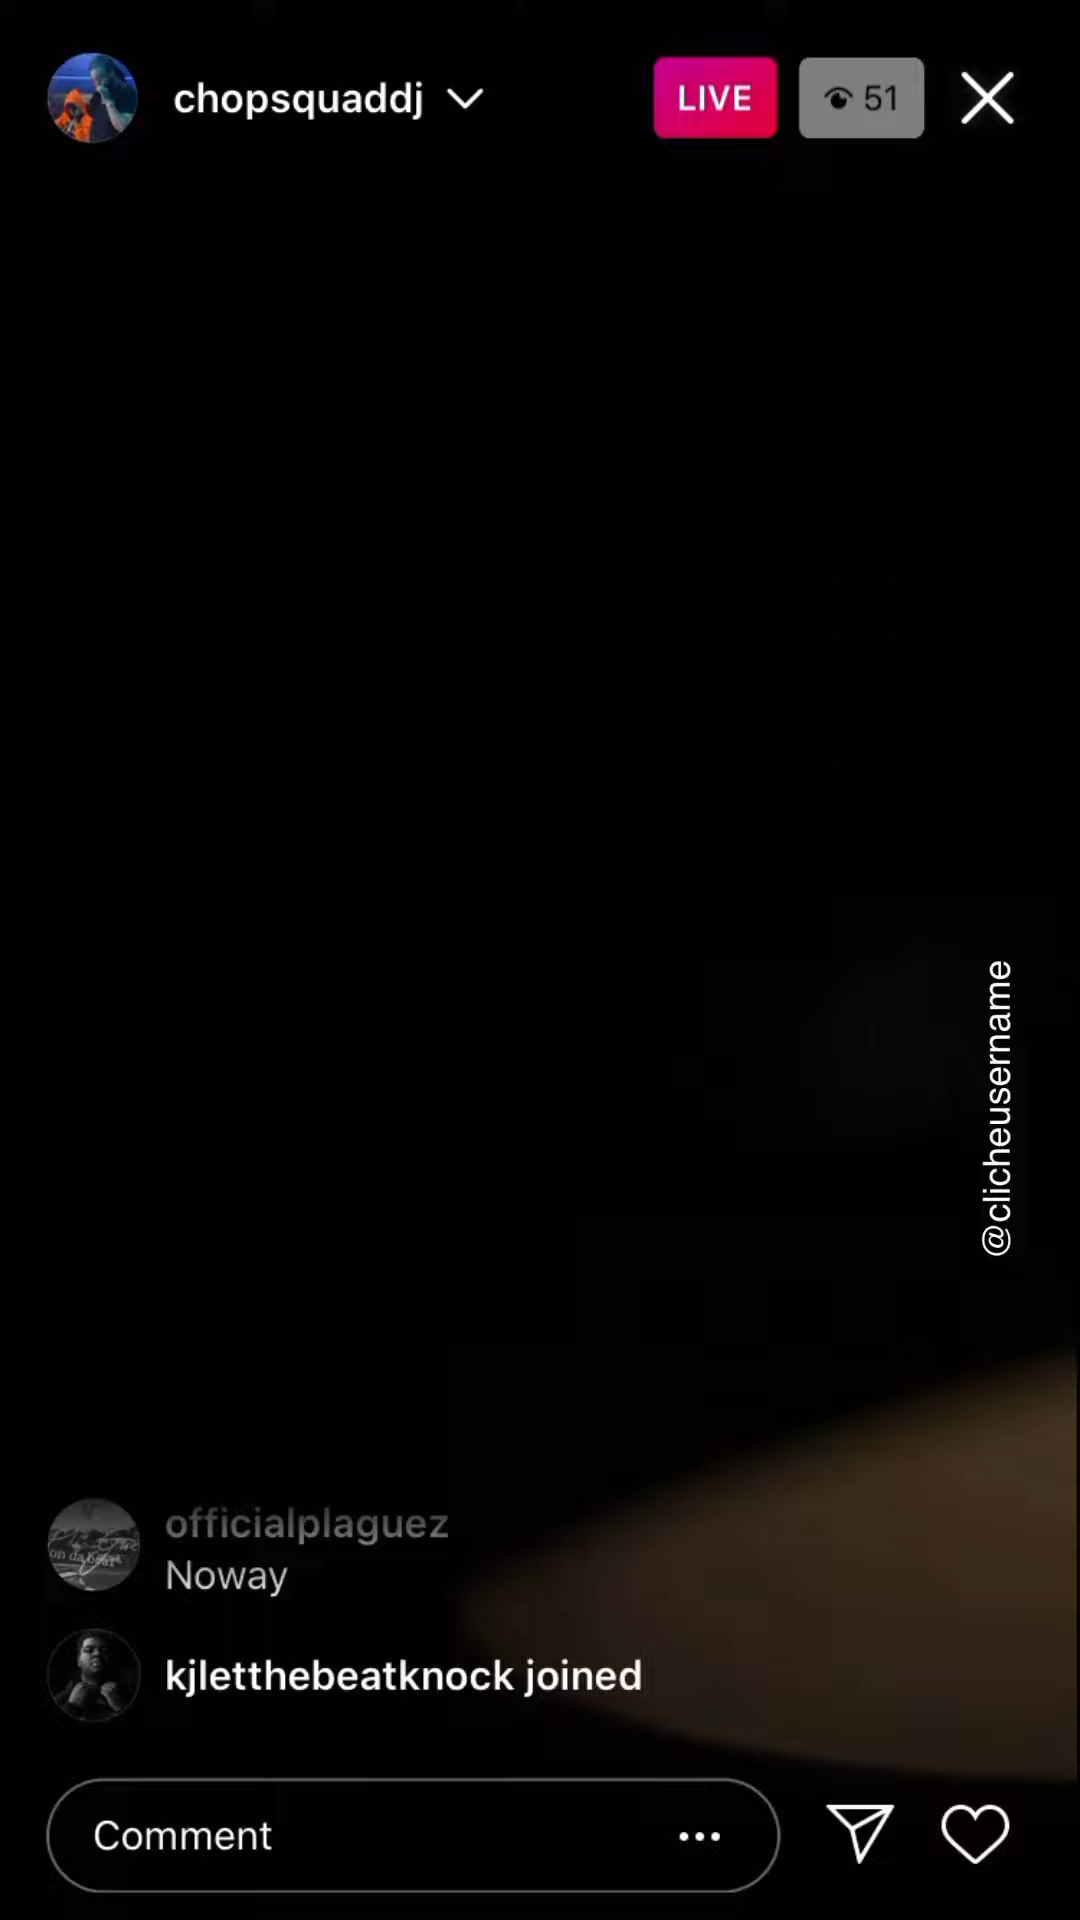 chopsquaddj
LIVE
51
@clicheusername
officialplaguez
Noway
kjletthebeatknock joined
Comment